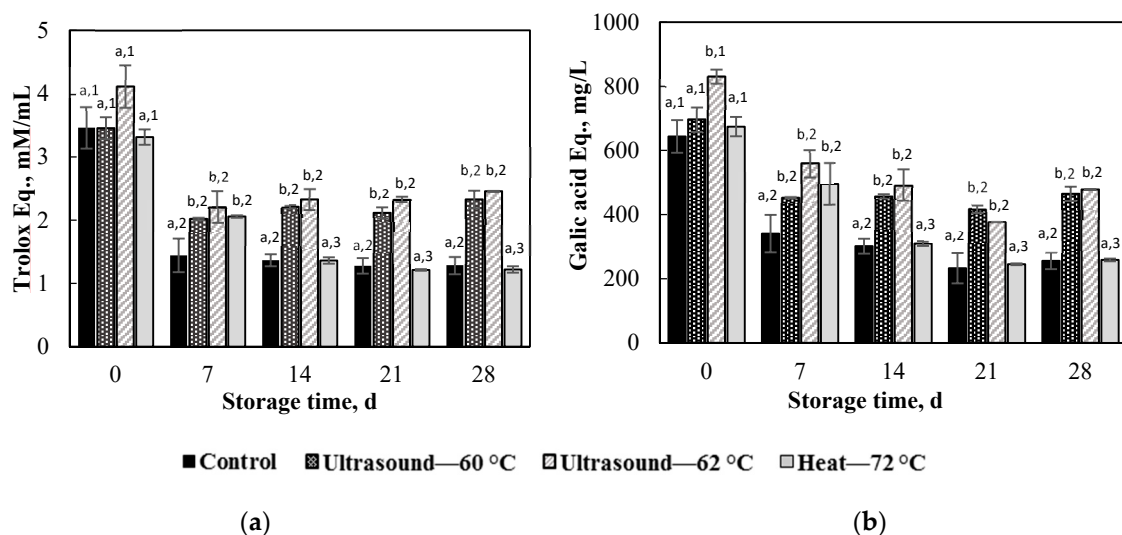 5
4
3
2
1
0
Trolox Eq., mM/mL
a,1
a,1
a,1
a,1
a,2
b,2
b,2
b,2
a,2
b,2
b,2
a,3
a,2
b,2
b,2
a,3
a,2
b,2
b,2
a,3
0 7 14 21 28
Storage time, d
1000
800
600
400
200
0
Galic acid Eq., mg/L
a,1
a,1
b,1
a,1
a,2
b,2
b,2
b,2
a,2
b,2
b,2
a,3
a,2
b,2
b,2
a,3
a,2
b,2
b,2
a,3
0 7 14 21 28
Storage time, d
Control Ultrasound—60 °C Ultrasound—62 °C Heat—72 °C
(a) (b)